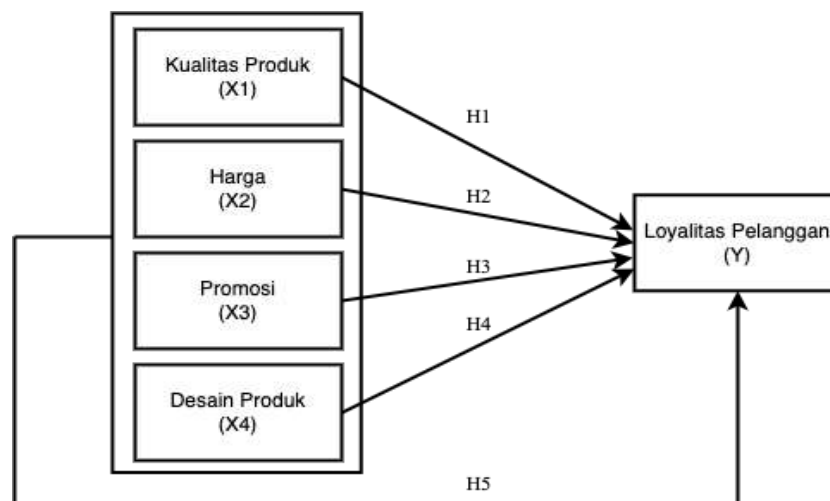 Kualitas Produk
(X1)
H1
Harga
(X2)
H2
Loyalitas Pelanggan
(Y)
Promosi
(X3)
H3
H4
Desain Produk
(X4)
H5